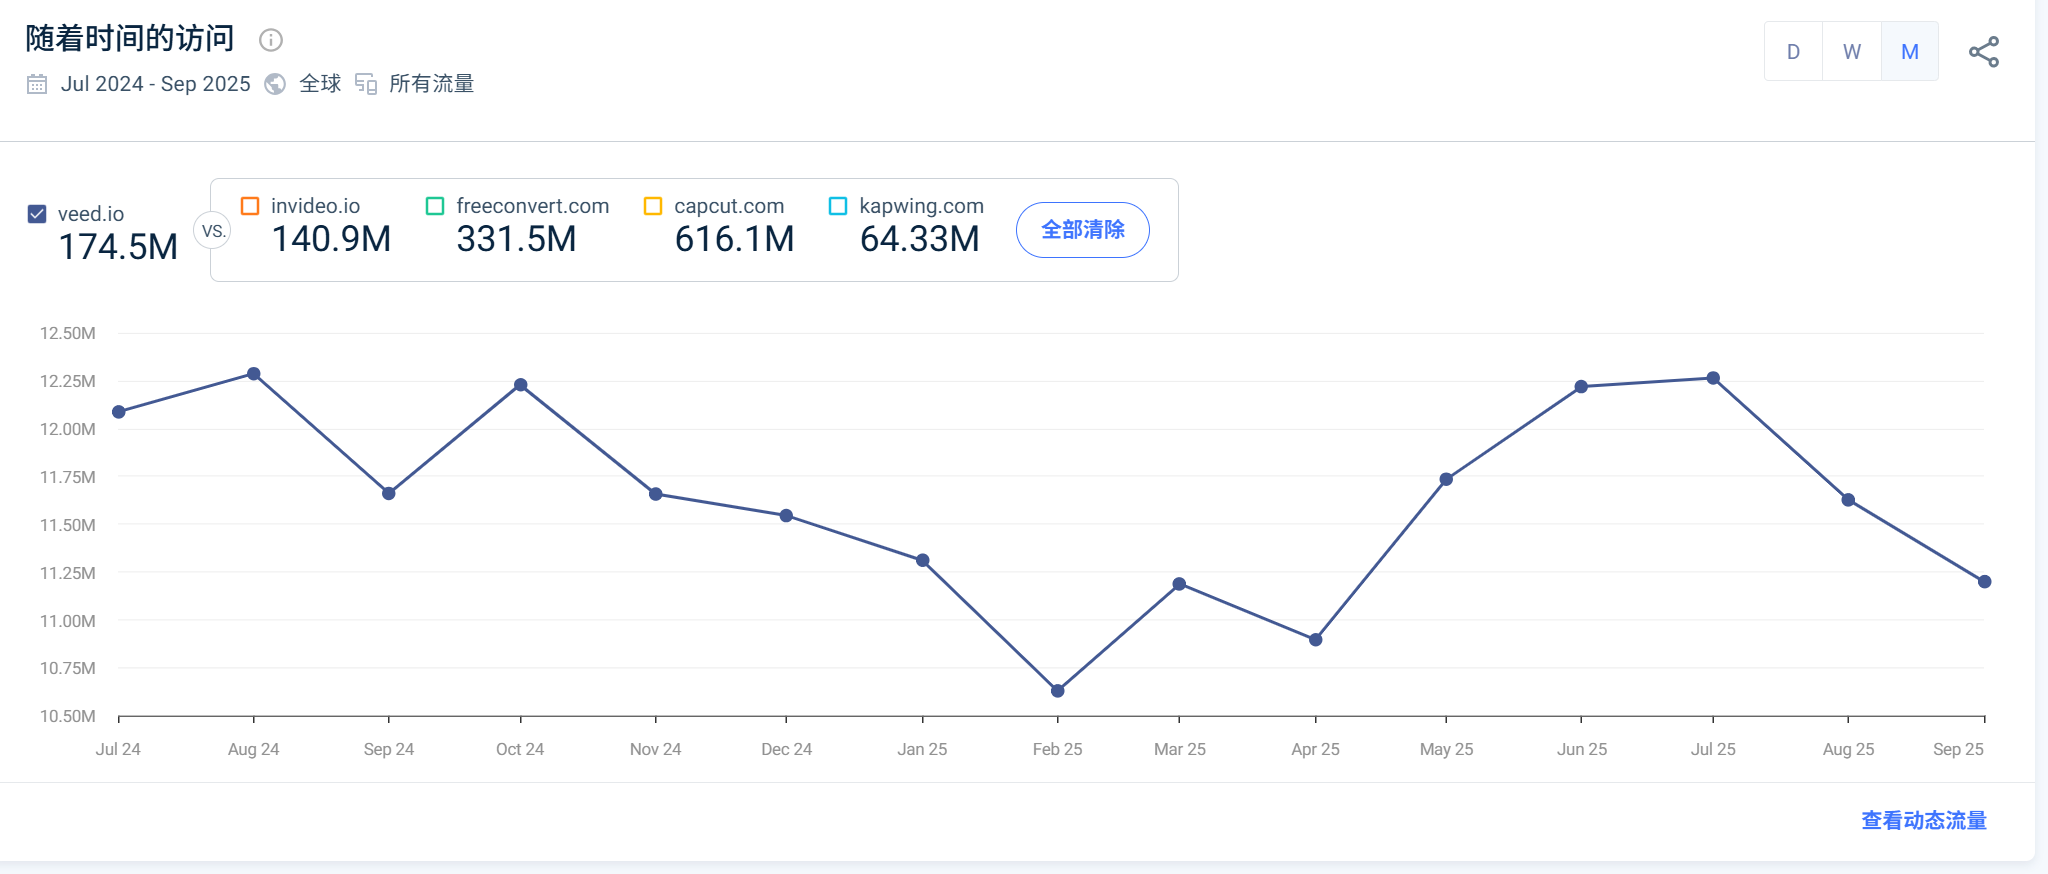 随着时间的访问
Jul 2024 - Sep 2025 全球 所有流量
D W M
veed.io
174.5M
VS.
invideo.io
140.9M
freeconvert.com
331.5M
capcut.com
616.1M
kapwing.com
64.33M
全部清除
12.50M
12.25M
12.00M
11.75M
11.50M
11.25M
11.00M
10.75M
10.50M
Jul 24 Aug 24 Sep 24 Oct 24 Nov 24 Dec 24 Jan 25 Feb 25 Mar 25 Apr 25 May 25 Jun 25 Jul 25 Aug 25 Sep 25
查看动态流量